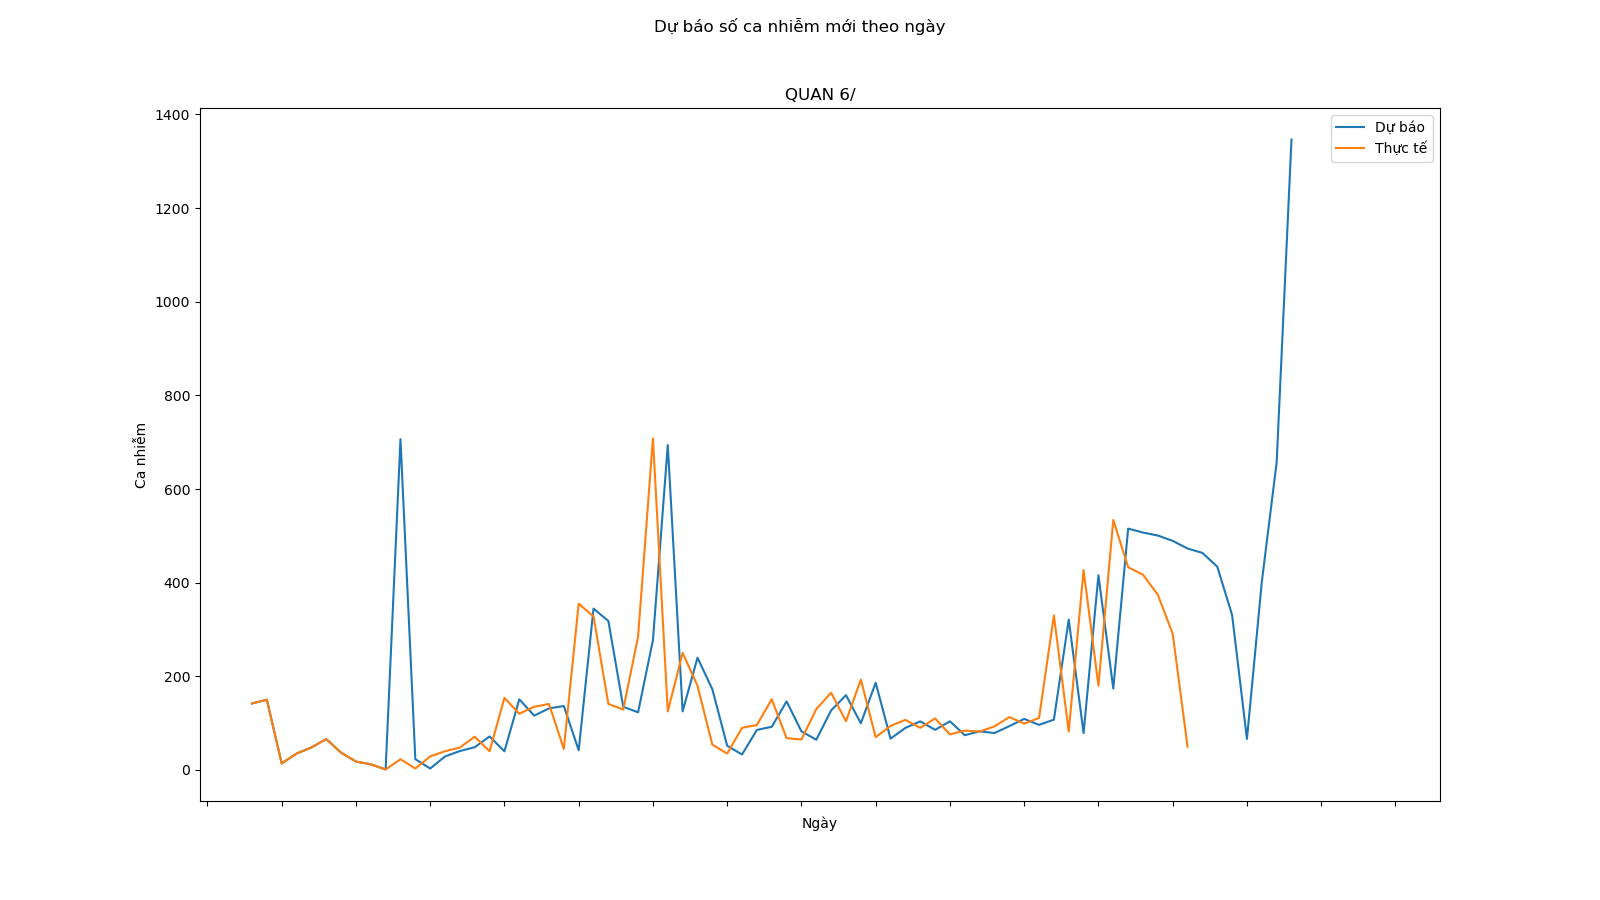 Dự báo số ca nhiễm mới theo ngày
QUAN 6/
1400
1200
1000
800
600
400
200
0
Ca nhiễm
Ngày
Dự báo
Thực tế